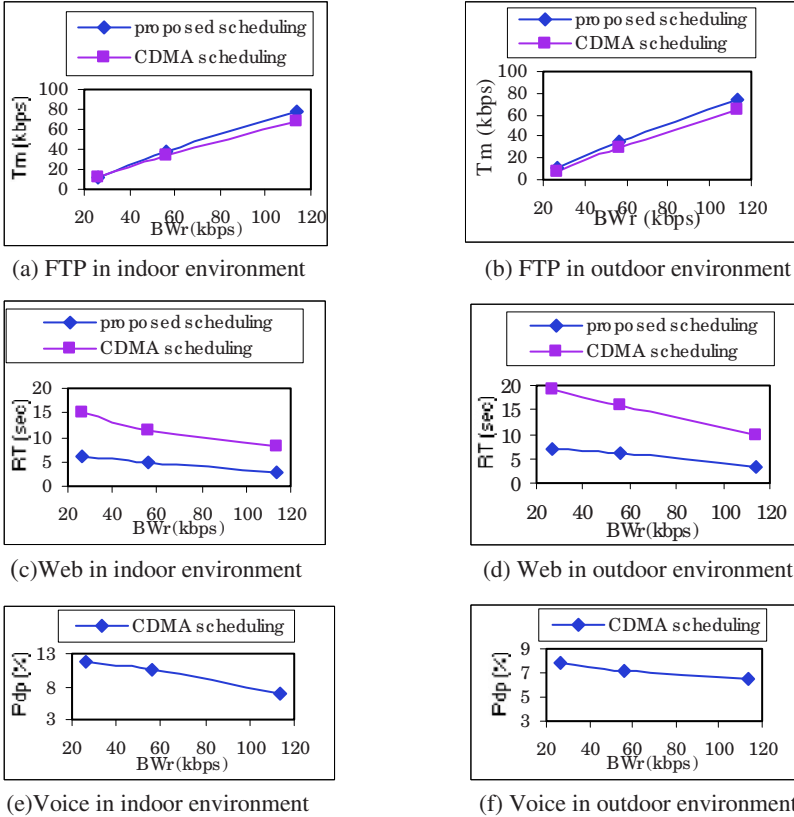 proposed scheduling
CDMA scheduling
Tm (kbps)
100
80
60
40
20
0
20 40 60 80 100 120
BWr(kbps)
(a) FTP in indoor environment
proposed scheduling
CDMA scheduling
Tm (kbps)
100
80
60
40
20
0
20 40 60 80 100 120
BWr (kbps)
(b) FTP in outdoor environment
proposed scheduling
CDMA scheduling
RT (sec)
20
15
10
5
0
20 40 60 80 100 120
BWr(kbps)
(c)Web in indoor environment
proposed scheduling
CDMA scheduling
RT (sec)
20
15
10
5
0
20 40 60 80 100 120
BWr(kbps)
(d) Web in outdoor environment
CDMA scheduling
Pdp (%)
13
8
3
20 40 60 80 100 120
BWr(kbps)
(e)Voice in indoor environment
CDMA scheduling
Pdp (%)
9
7
5
3
20 40 60 80 100 120
BWr(kbps)
(f) Voice in outdoor environment